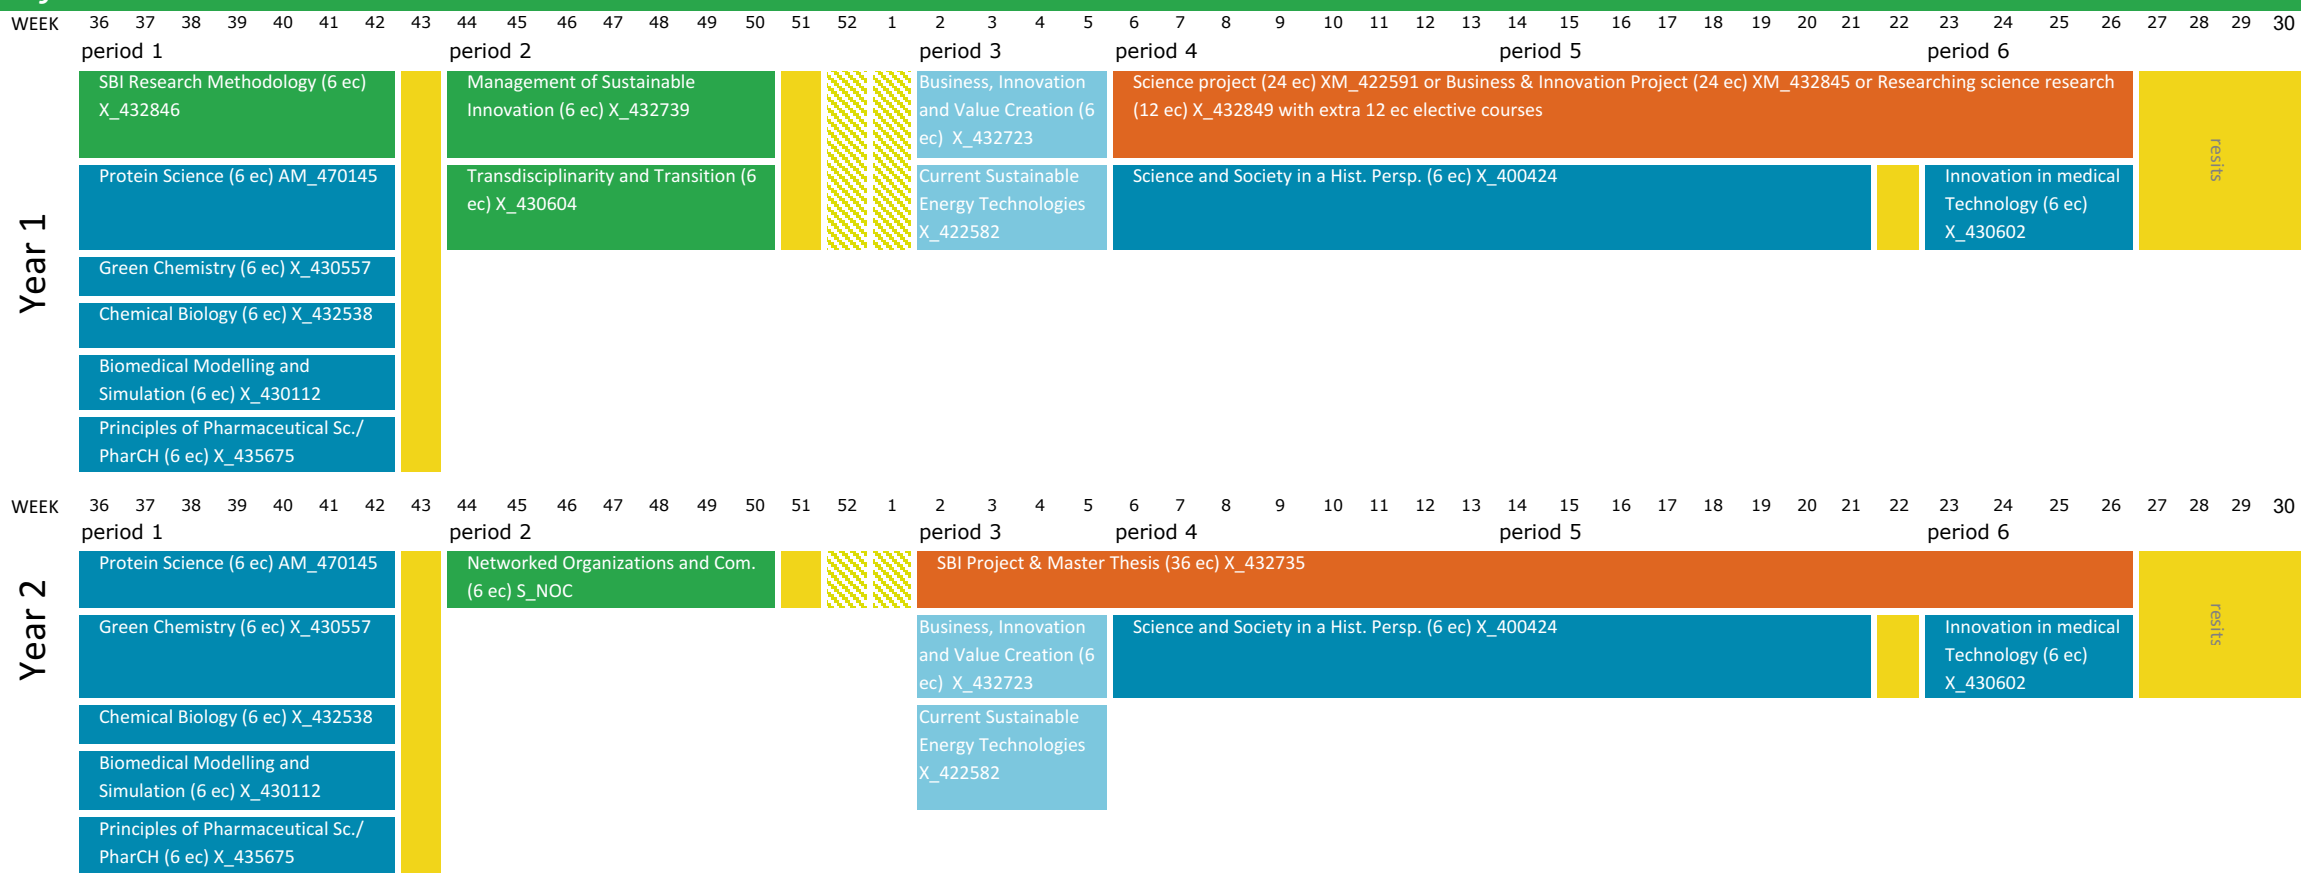 WEEK 36 37 38 39 40 41 42 43 44 45 46 47 48 49 50 51 52 1 2 3 4 5 6 7 8 9 10 11 12 13 14 15 16 17 18 19 20 21 22 23 24 25 26 27 28 29 30
period 1 period 2 period 3 period 4 period 5 period 6
Year 1
SBI Research Methodology (6 ec)
X_432846
Management of Sustainable
Innovation (6 ec) X_432739
Business, Innovation
and Value Creation (6
ec) X_432723
Science project (24 ec) XM_422591 or Business & Innovation Project (24 ec) XM_432845 or Researching science research
(12 ec) X_432849 with extra 12 ec elective courses
resits
Protein Science (6 ec) AM_470145
Transdisciplinarity and Transition (6
ec) X_430604
Current Sustainable
Energy Technologies
X_422582
Science and Society in a Hist. Persp. (6 ec) X_400424
Innovation in medical
Technology (6 ec)
X_430602
Green Chemistry (6 ec) X_430557
Chemical Biology (6 ec) X_432538
Biomedical Modelling and
Simulation (6 ec) X_430112
Principles of Pharmaceutical Sc./
PharCH (6 ec) X_435675
WEEK 36 37 38 39 40 41 42 43 44 45 46 47 48 49 50 51 52 1 2 3 4 5 6 7 8 9 10 11 12 13 14 15 16 17 18 19 20 21 22 23 24 25 26 27 28 29 30
period 1 period 2 period 3 period 4 period 5 period 6
Year 2
Protein Science (6 ec) AM_470145
Networked Organizations and Com.
(6 ec) S_NOC
SBI Project & Master Thesis (36 ec) X_432735
resits
Green Chemistry (6 ec) X_430557
Business, Innovation
and Value Creation (6
ec) X_432723
Science and Society in a Hist. Persp. (6 ec) X_400424
Innovation in medical
Technology (6 ec)
X_430602
Chemical Biology (6 ec) X_432538
Current Sustainable
Energy Technologies
X_422582
Biomedical Modelling and
Simulation (6 ec) X_430112
Principles of Pharmaceutical Sc./
PharCH (6 ec) X_435675